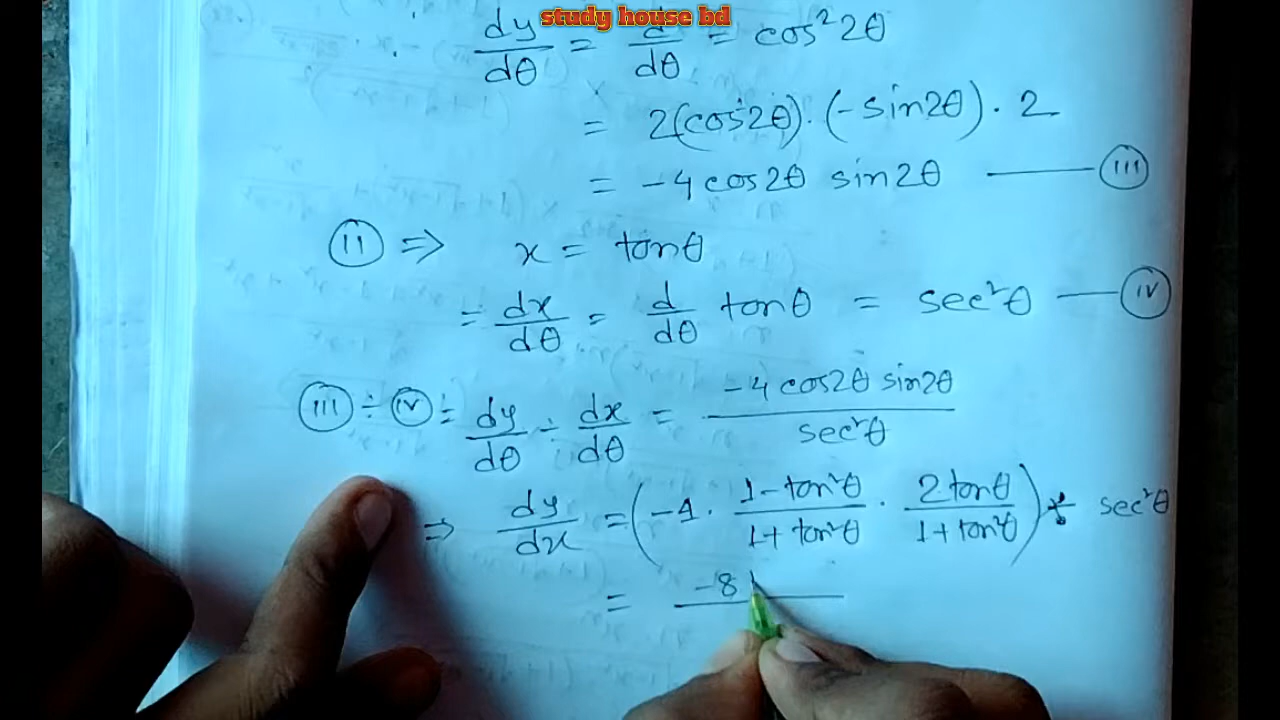 study house bd
dy/dθ = d/dθ = cos²2θ
= 2(cos2θ)·(-sin2θ)·2
= -4 cos2θ sin2θ —— (III)
(II) ⇒ x = tanθ
= dx/dθ = d/dθ tanθ = sec²θ —— (IV)
(III) ÷ (IV) = dy/dθ ÷ dx/dθ = -4 cos2θ sin2θ / sec²θ
⇒ dy/dx = (-4 · 1-tan²θ/1+tan²θ · 2tanθ/1+tan²θ) ÷ sec²θ
= -8